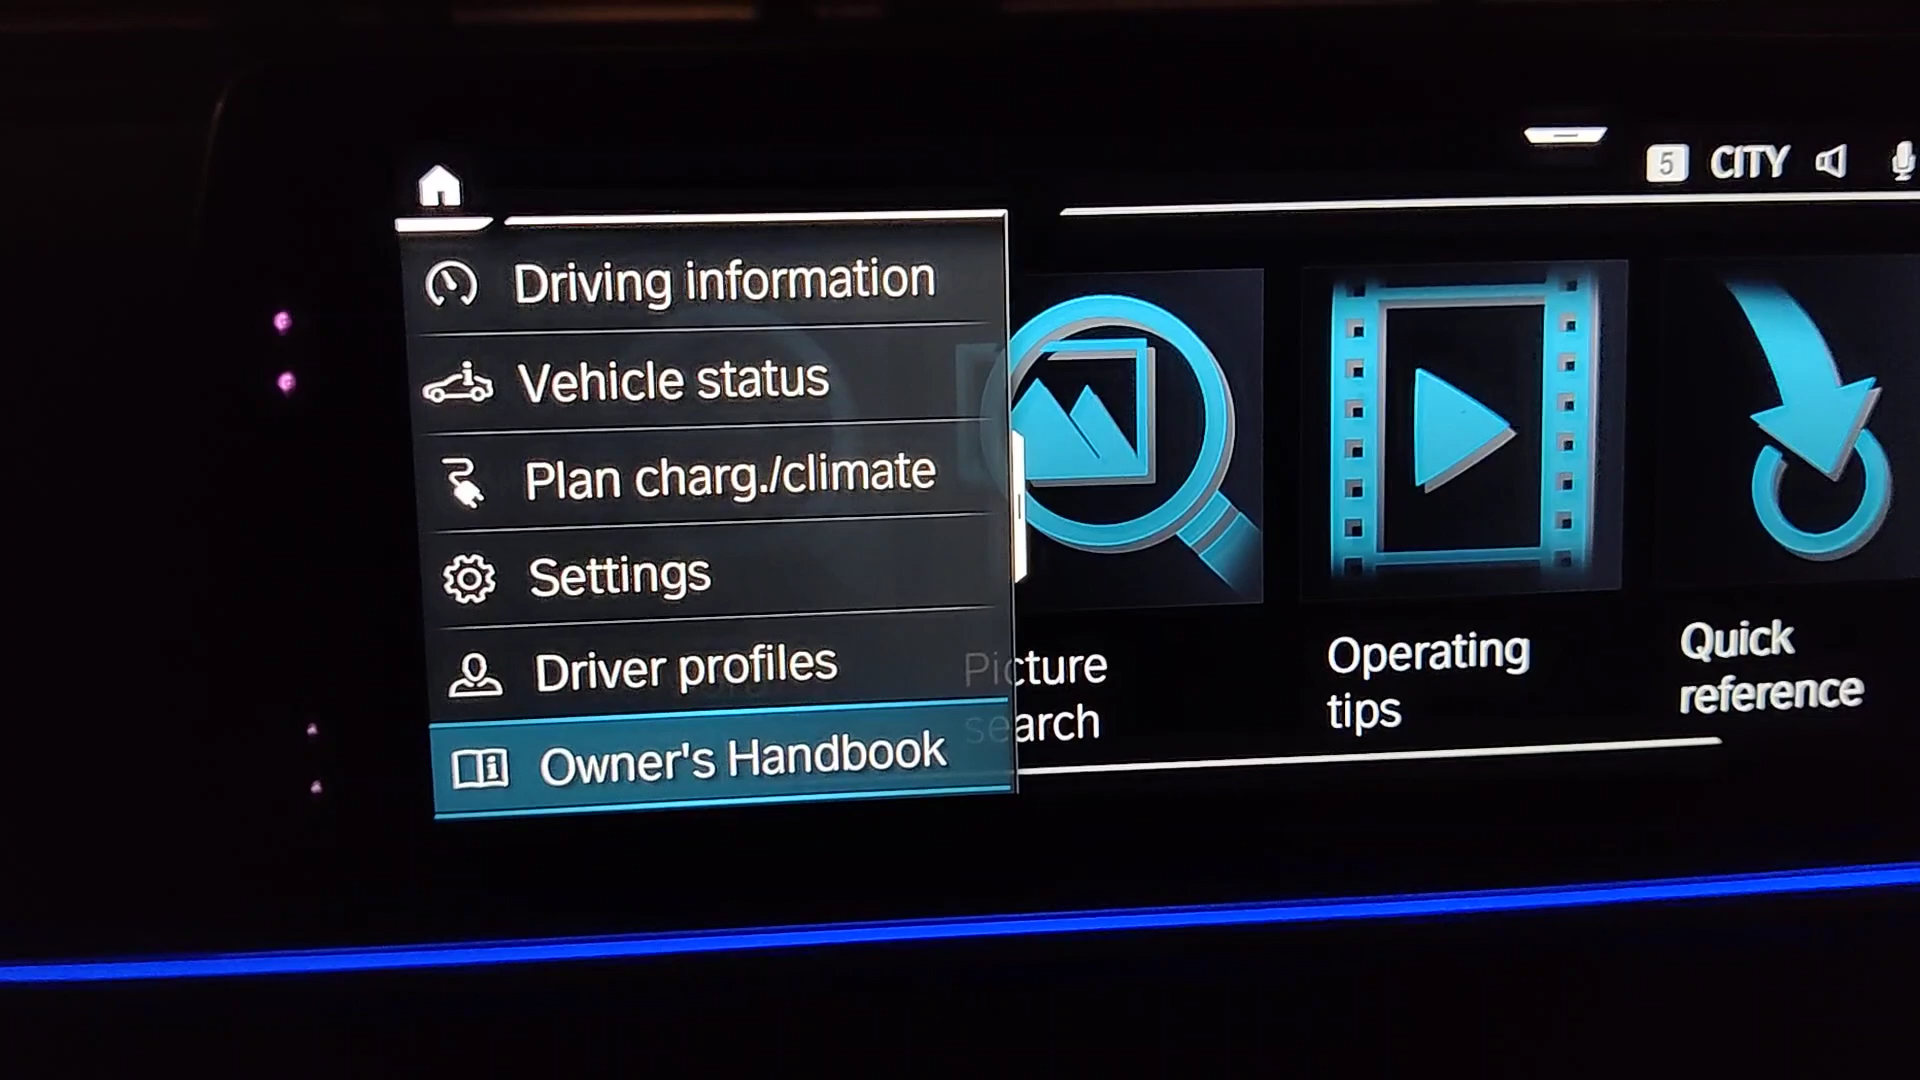 5 CITY
Driving information
Vehicle status
Plan charg./climate
Settings
Driver profiles
Owner's Handbook
Picture
search
Operating
tips
Quick
reference